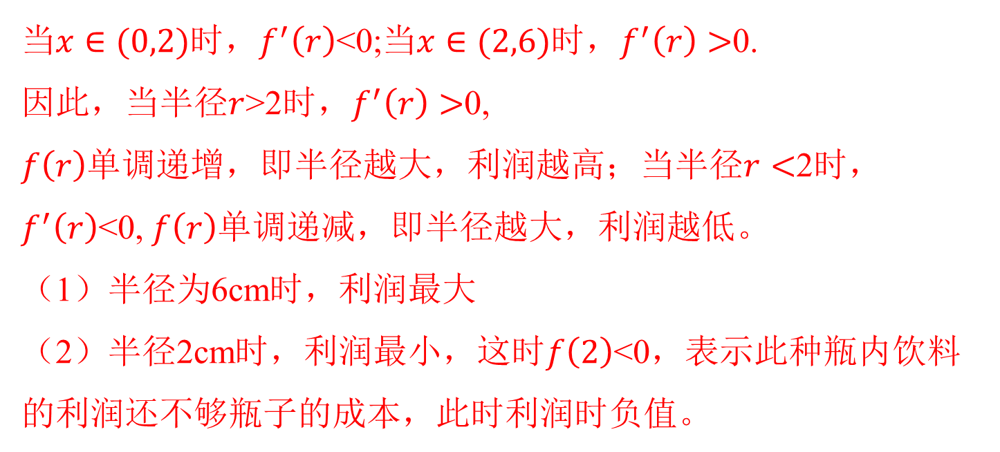 当x ∈ (0,2)时，f′(r)<0;当x ∈ (2,6)时，f′(r) >0.
因此，当半径r>2时，f′(r) >0,
f(r)单调递增，即半径越大，利润越高；当半径r <2时，
f′(r)<0, f(r)单调递减，即半径越大，利润越低。
（1）半径为6cm时，利润最大
（2）半径2cm时，利润最小，这时f(2)<0，表示此种瓶内饮料
的利润还不够瓶子的成本，此时利润时负值。